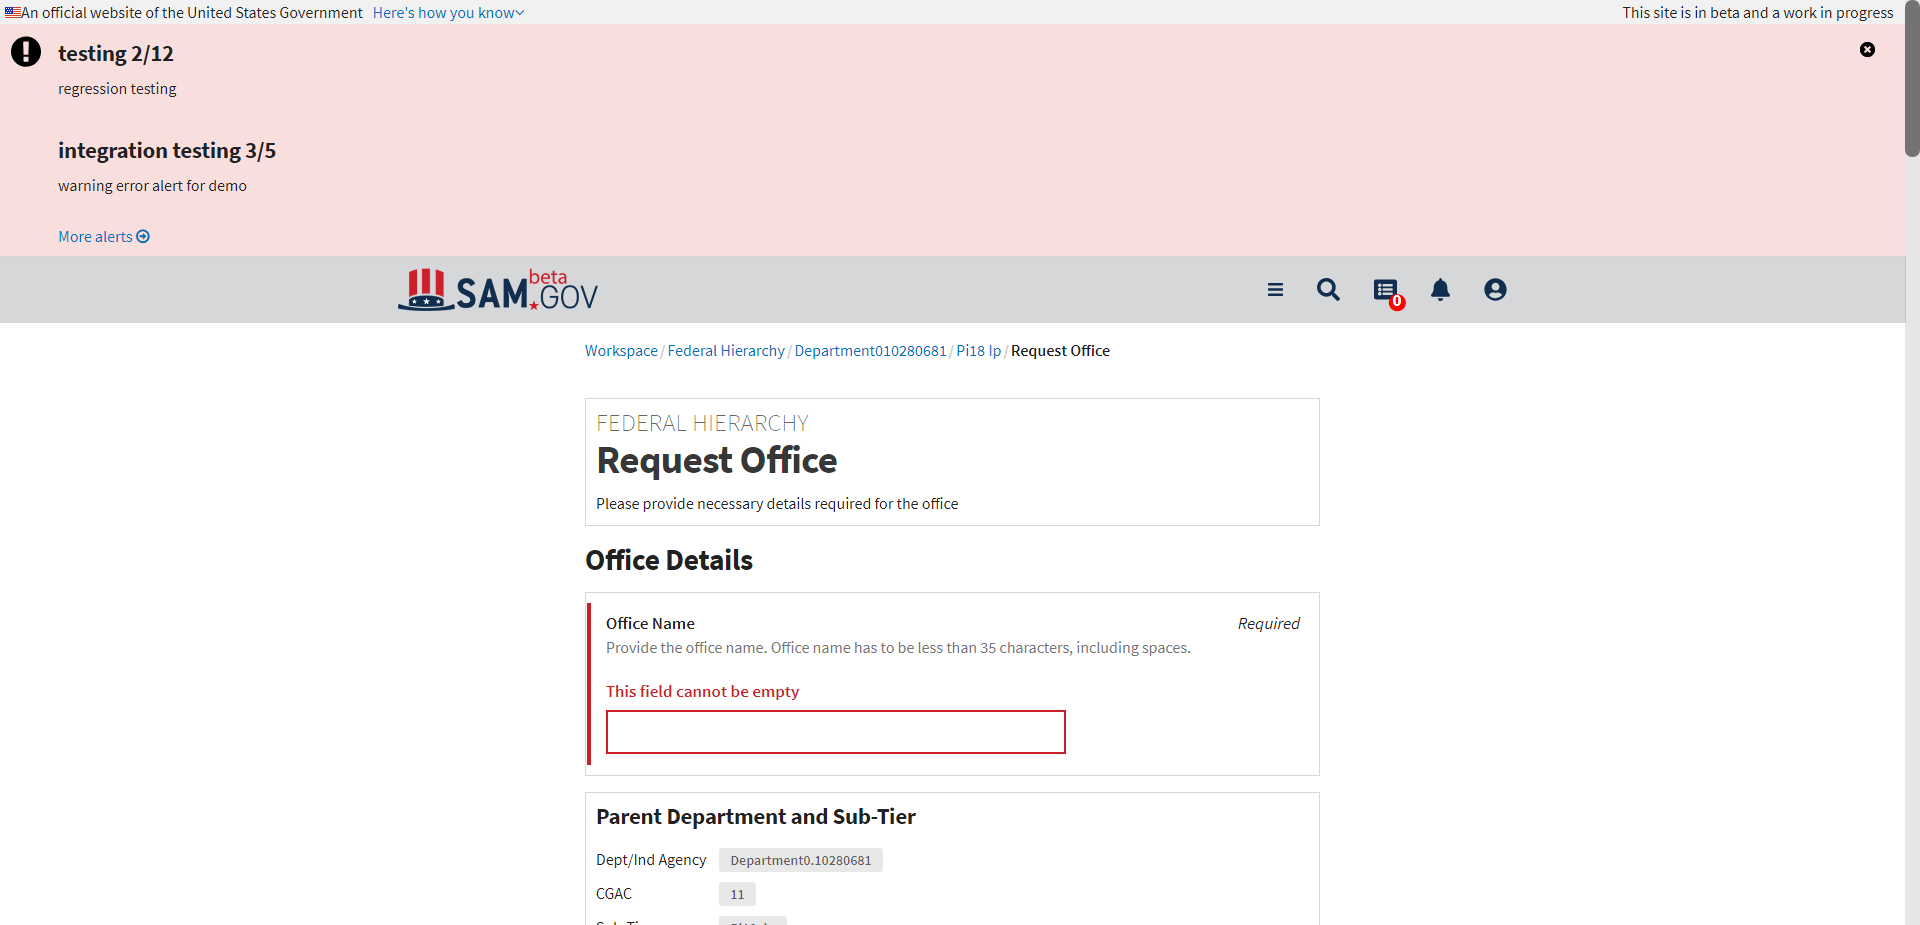 An official website of the United States Government Here's how you know
This site is in beta and a work in progress
testing 2/12
regression testing
integration testing 3/5
warning error alert for demo
More alerts
SAM.GOV beta
0
Workspace / Federal Hierarchy / Department010280681 / Pi18 Ip / Request Office
FEDERAL HIERARCHY
Request Office
Please provide necessary details required for the office
Office Details
Office Name Required
Provide the office name. Office name has to be less than 35 characters, including spaces.
This field cannot be empty
Parent Department and Sub-Tier
Dept/Ind Agency Department0.10280681
CGAC 11